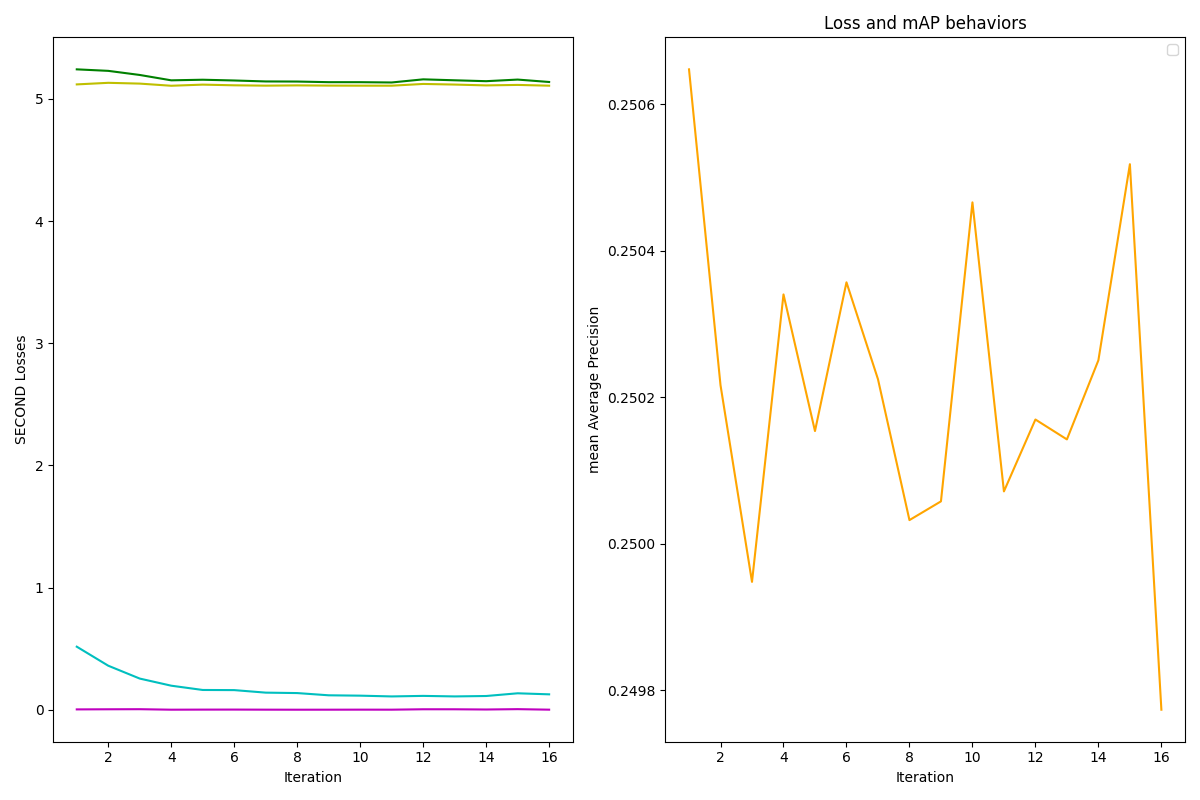 SECOND Losses
5
4
3
2
1
0
2 4 6 8 10 12 14 16
Iteration
Loss and mAP behaviors
mean Average Precision
0.2506
0.2504
0.2502
0.2500
0.2498
2 4 6 8 10 12 14 16
Iteration